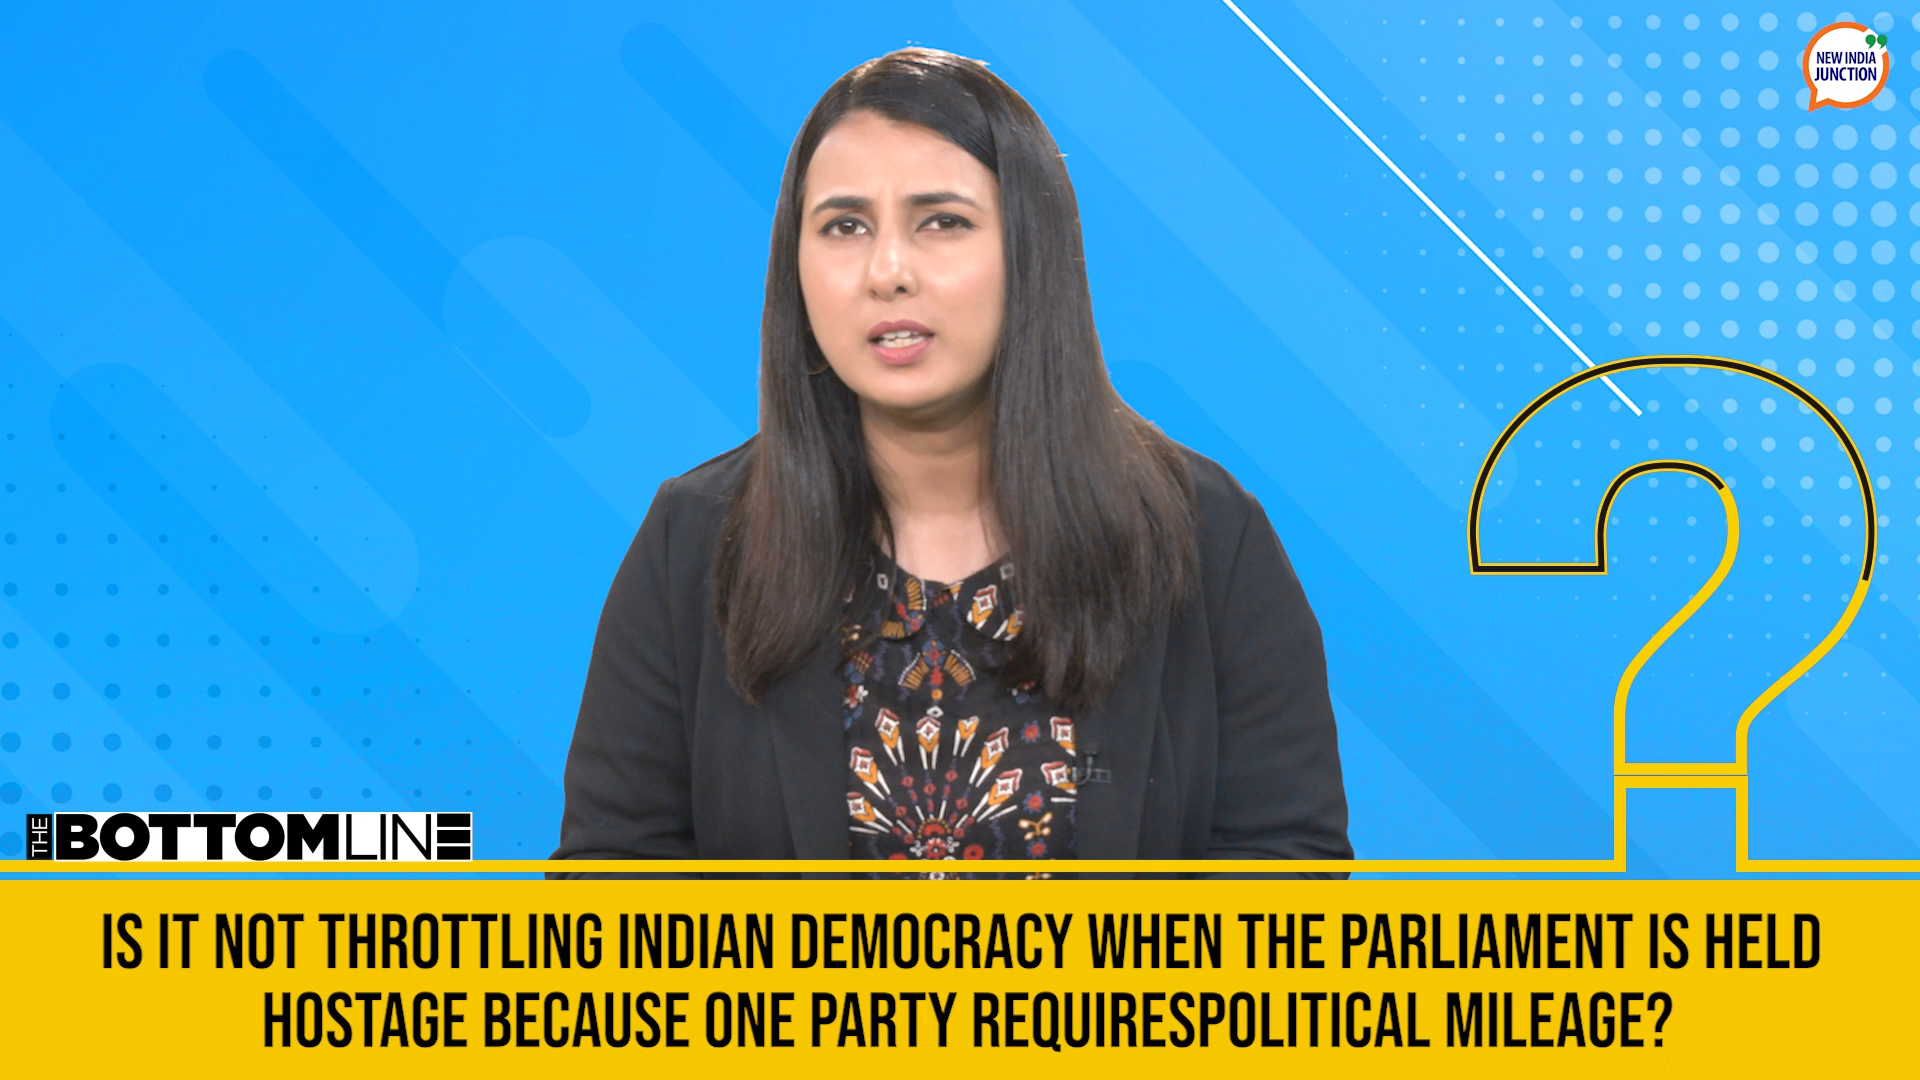 NEW INDIA
JUNCTION
THE BOTTOMLINE
IS IT NOT THROTTLING INDIAN DEMOCRACY WHEN THE PARLIAMENT IS HELD
HOSTAGE BECAUSE ONE PARTY REQUIRESPOLITICAL MILEAGE?